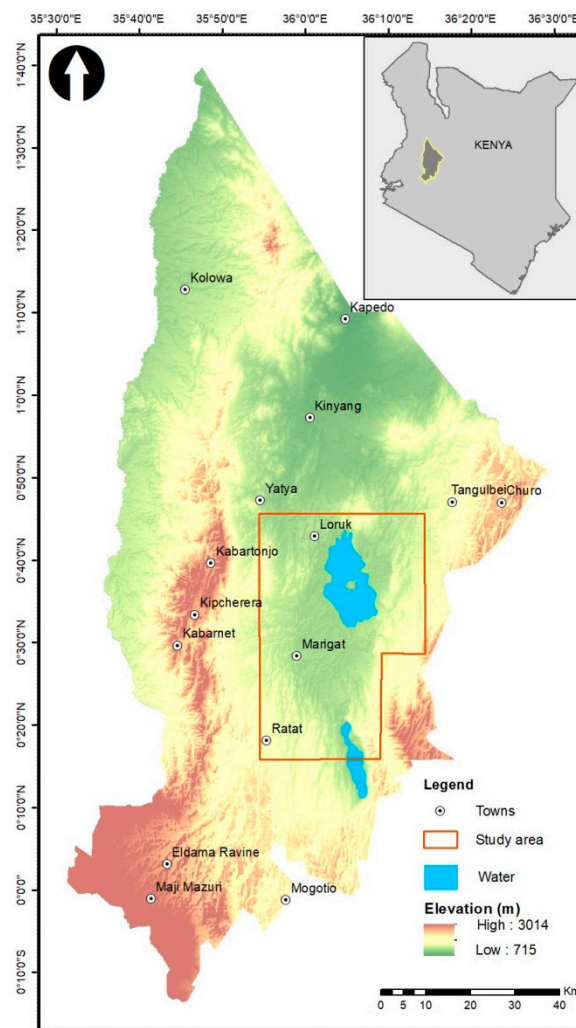 35°30'0"E 35°40'0"E 35°50'0"E 36°0'0"E 36°10'0"E 36°20'0"E 36°30'0"E
1°40'0"N
KENYA
1°30'0"N
1°20'0"N
Kolowa
1°10'0"N
Kapedo
1°0'0"N
Kinyang
0°50'0"N
Yatya
TangulbeiChuro
Loruk
0°40'0"N
Kabartonjo
Kipcherera
0°30'0"N
Kabarnet
Marigat
0°20'0"N
Ratat
0°10'0"N
Legend
Towns
Study area
Water
Elevation (m)
High : 3014
Low : 715
Eldama Ravine
0°0'0"
Maji Mazuri
Mogotio
0°10'0"S
Km
0 5 10 20 30 40